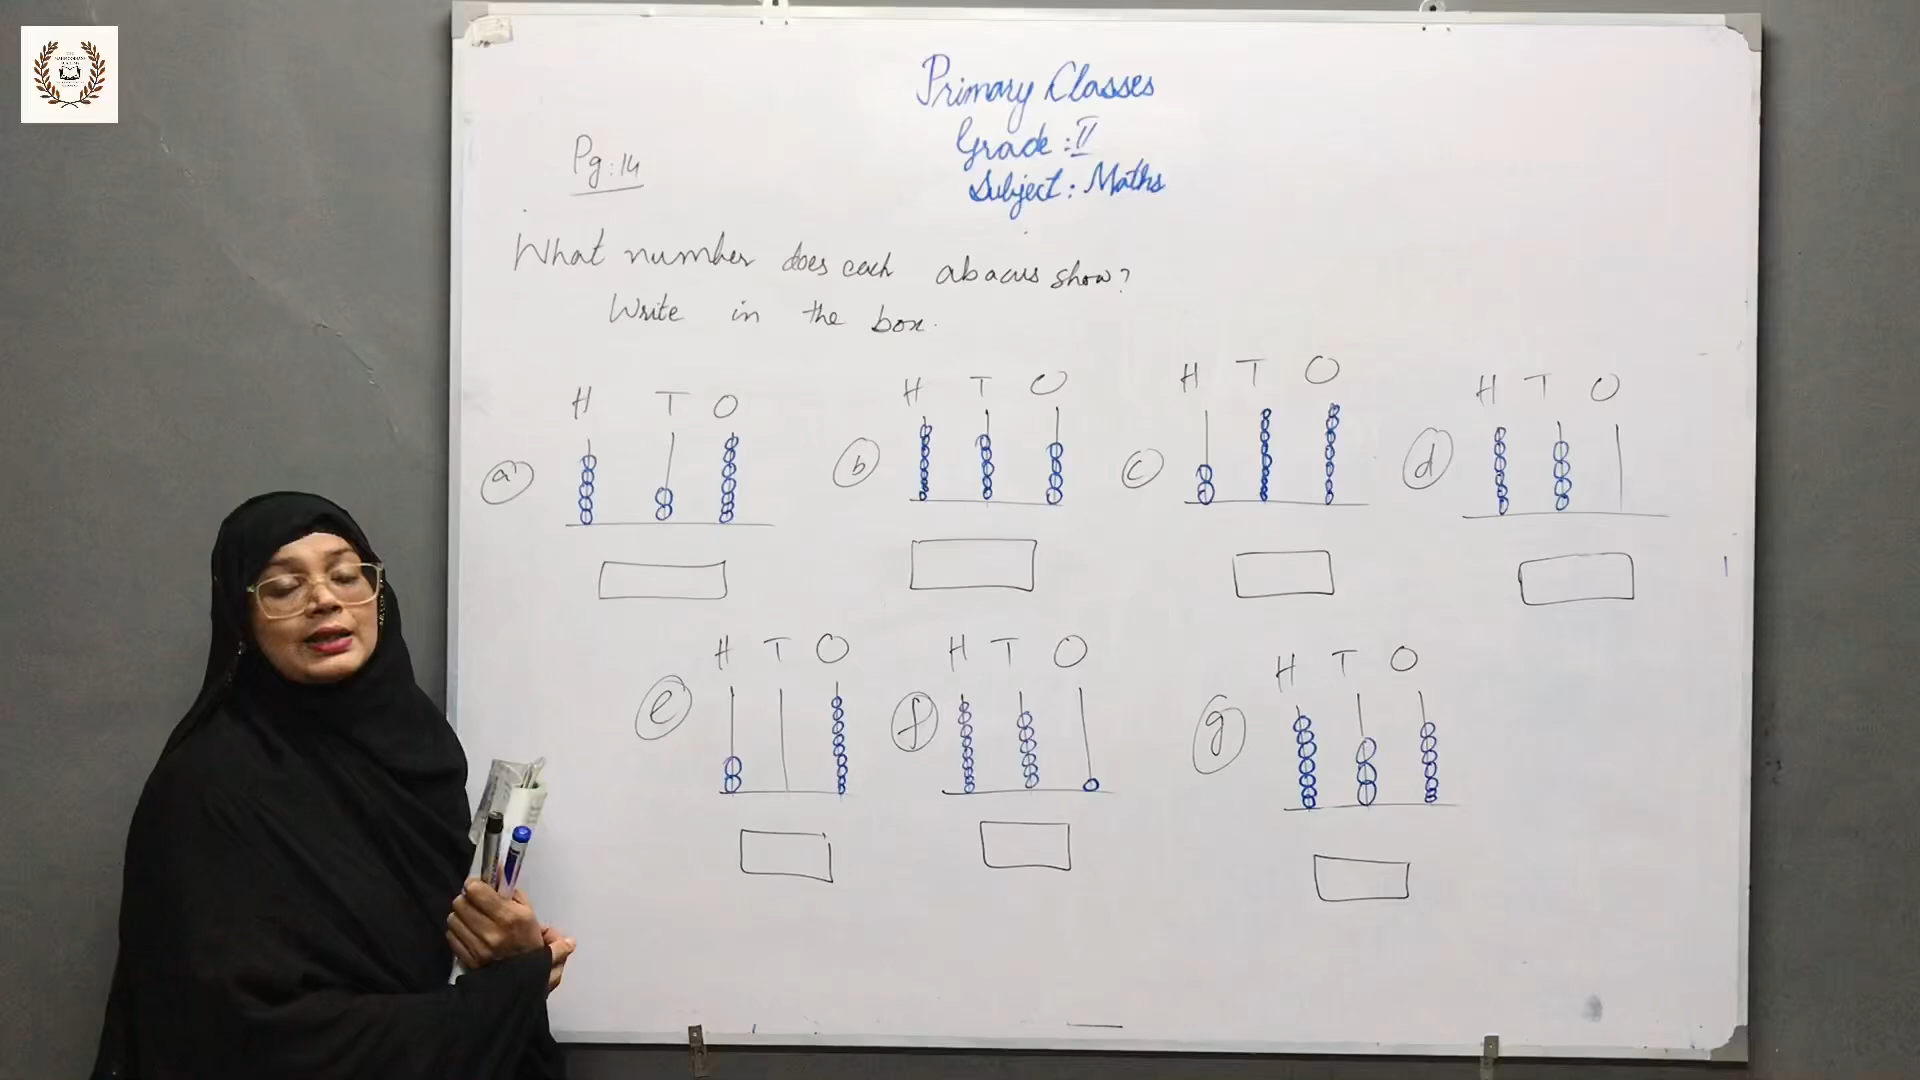 Primary Classes
Grade : II
Subject : Maths
Pg : 14
What number does each abacus show?
Write in the box.
H T O
H T O
H T O
H T O
a
b
c
d
H T O
H T O
H T O
e
f
g